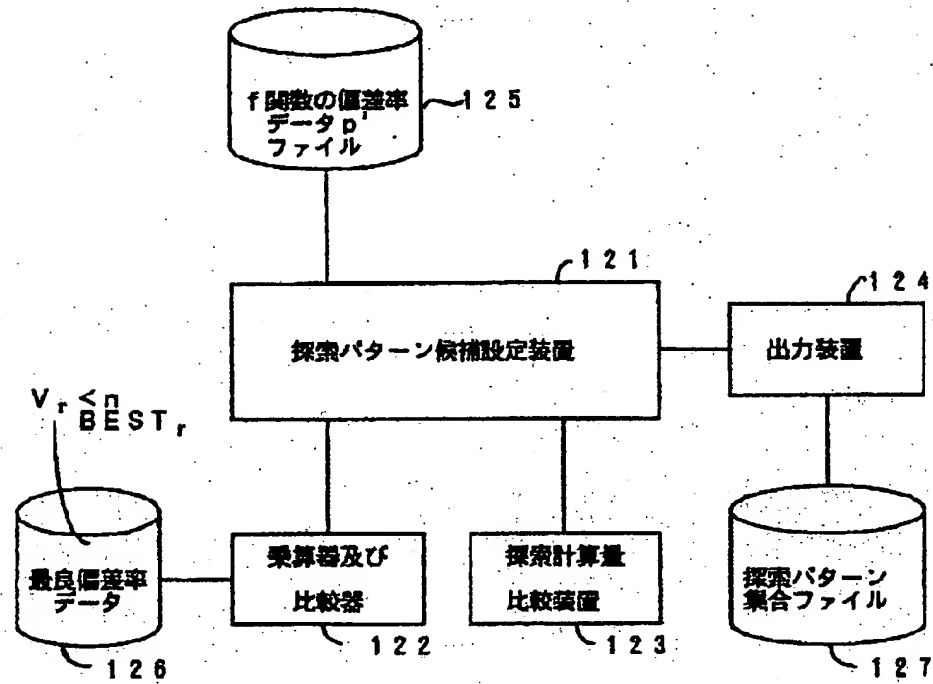 f関数の偏差率
データp'
ファイル
125
121
探索パターン候補設定装置
124
出力装置
Vr<n
BESTr
最良偏差率
データ
126
乗算器及び
比較器
122
探索計算量
比較装置
123
探索パターン
集合ファイル
127